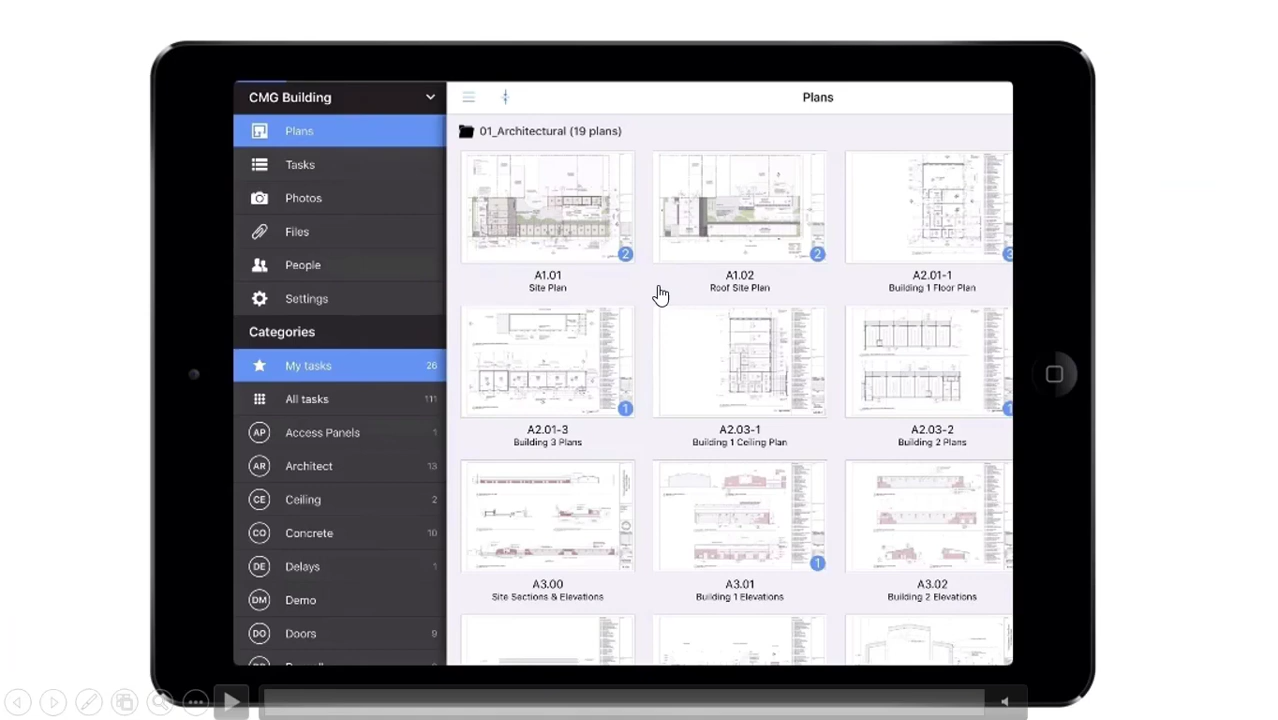 CMG Building
Plans
Tasks
Photos
Files
People
Settings
Categories
My tasks 26
All tasks 111
AP Access Panels 1
AR Architect 13
CE Ceiling 2
CO Concrete 10
DE Delays 1
DM Demo
DO Doors 9
Plans
01_Architectural (19 plans)
2
2
3
A1.01
Site Plan
A1.02
Roof Site Plan
A2.01-1
Building 1 Floor Plan
1
1
A2.01-3
Building 3 Plans
A2.03-1
Building 1 Ceiling Plan
A2.03-2
Building 2 Plans
1
A3.00
Site Sections & Elevations
A3.01
Building 1 Elevations
A3.02
Building 2 Elevations